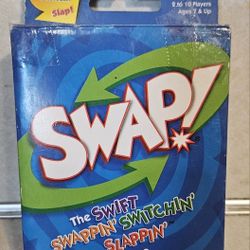 Slap!
2 to 10 Players
Ages 7 & Up
SWAP!
The SWIFT
SWAPPIN' SWITCHIN'
SLAPPIN'